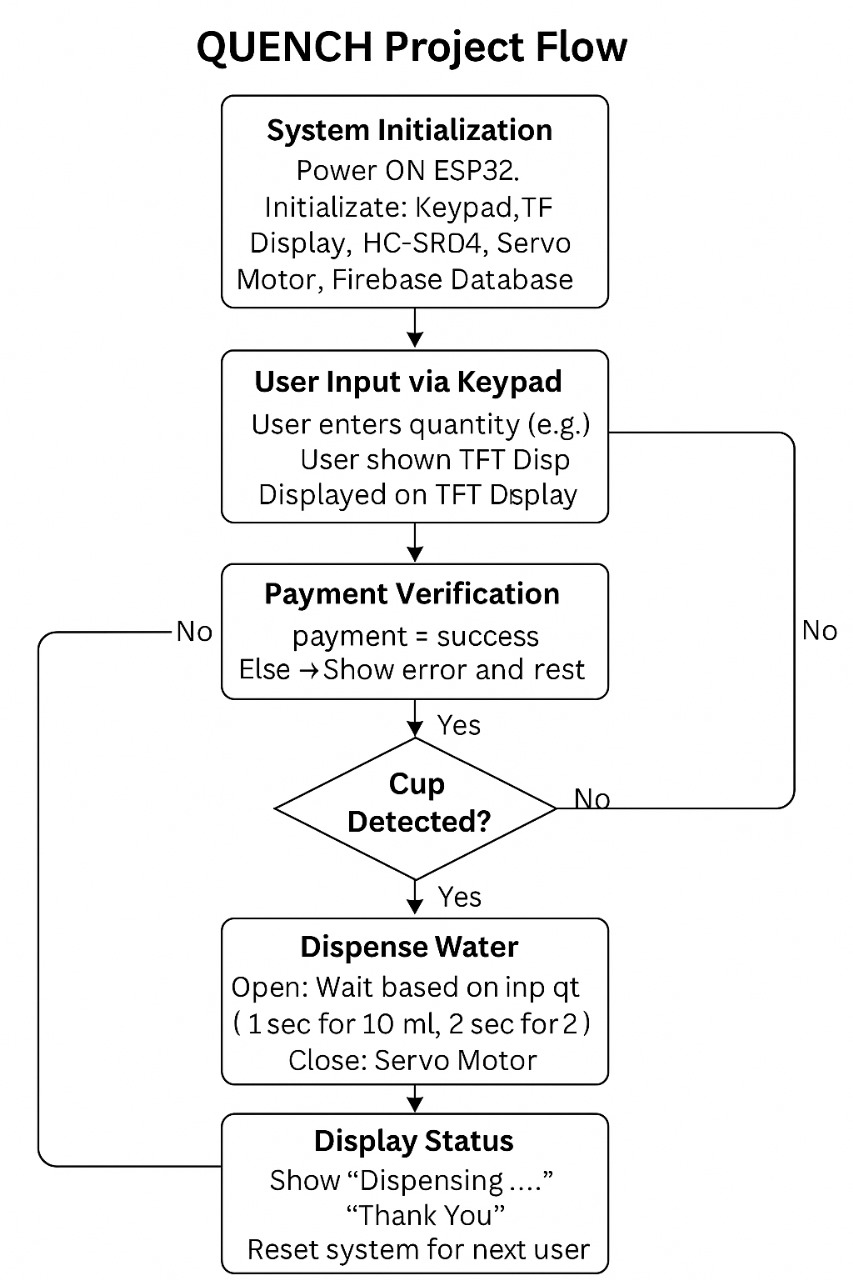 QUENCH Project Flow
System Initialization
Power ON ESP32.
Initializate: Keypad,TF
Display, HC-SR04, Servo
Motor, Firebase Database
User Input via Keypad
User enters quantity (e.g.)
User shown TFT Disp
Displayed on TFT Dsplay
Payment Verification
payment = success
Else →Show error and rest
No
No
Yes
Cup
Detected?
No
Yes
Dispense Water
Open: Wait based on inp qt
( 1 sec for 10 ml, 2 sec for 2 )
Close: Servo Motor
Display Status
Show “Dispensing ....”
“Thank You”
Reset system for next user